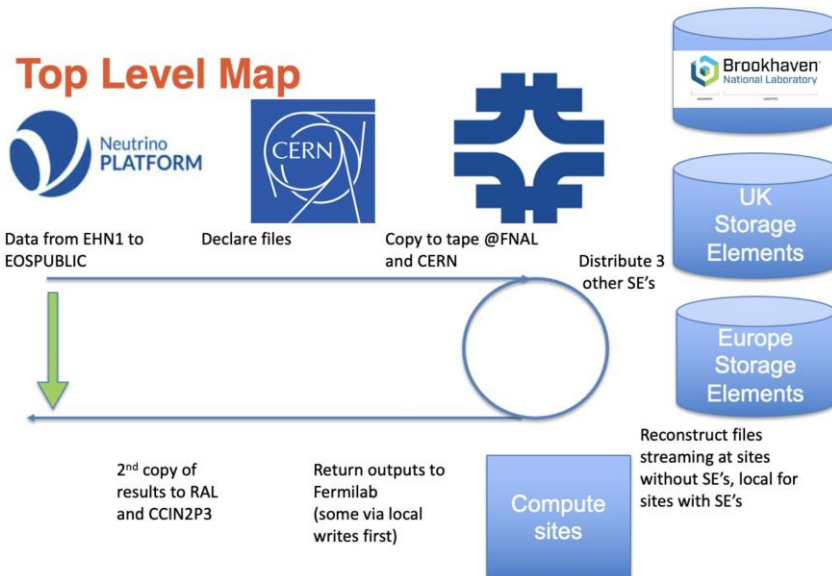 Top Level Map
Neutrino
PLATFORM
CERN
Brookhaven
National Laboratory
UK
Storage
Elements
Data from EHN1 to
EOSPUBLIC
Declare files
Copy to tape @FNAL
and CERN
Distribute 3
other SE’s
Europe
Storage
Elements
2nd copy of
results to RAL
and CCIN2P3
Return outputs to
Fermilab
(some via local
writes first)
Compute
sites
Reconstruct files
streaming at sites
without SE’s, local for
sites with SE’s